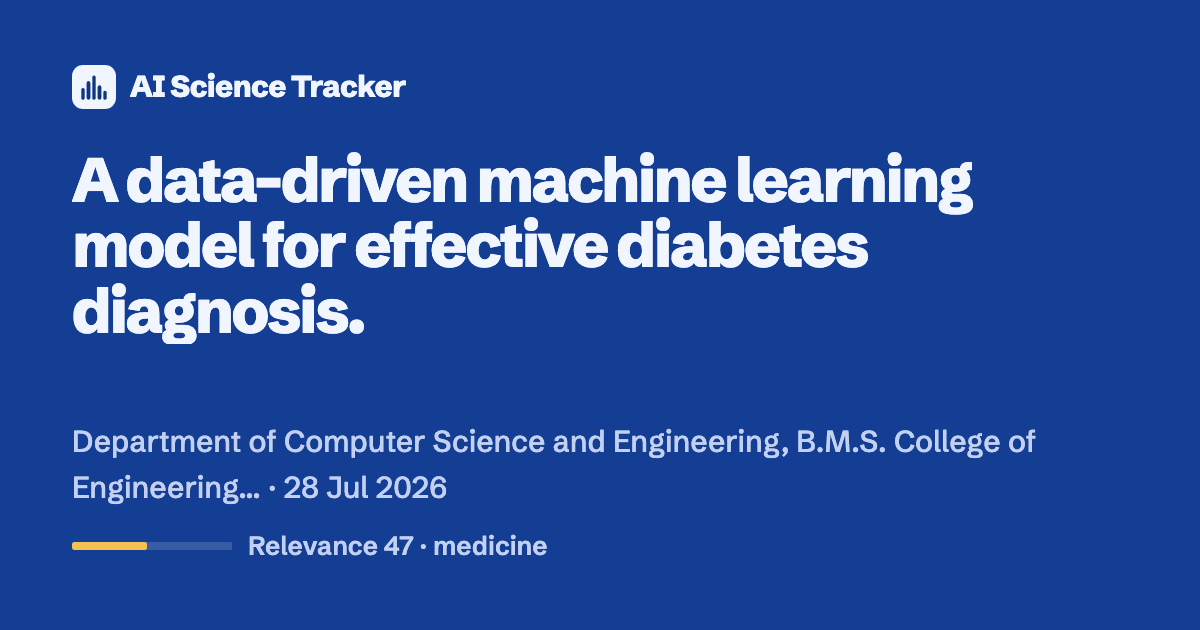 AI Science Tracker
A data-driven machine learning
model for effective diabetes
diagnosis.
Department of Computer Science and Engineering, B.M.S. College of
Engineering... · 28 Jul 2026
Relevance 47 · medicine